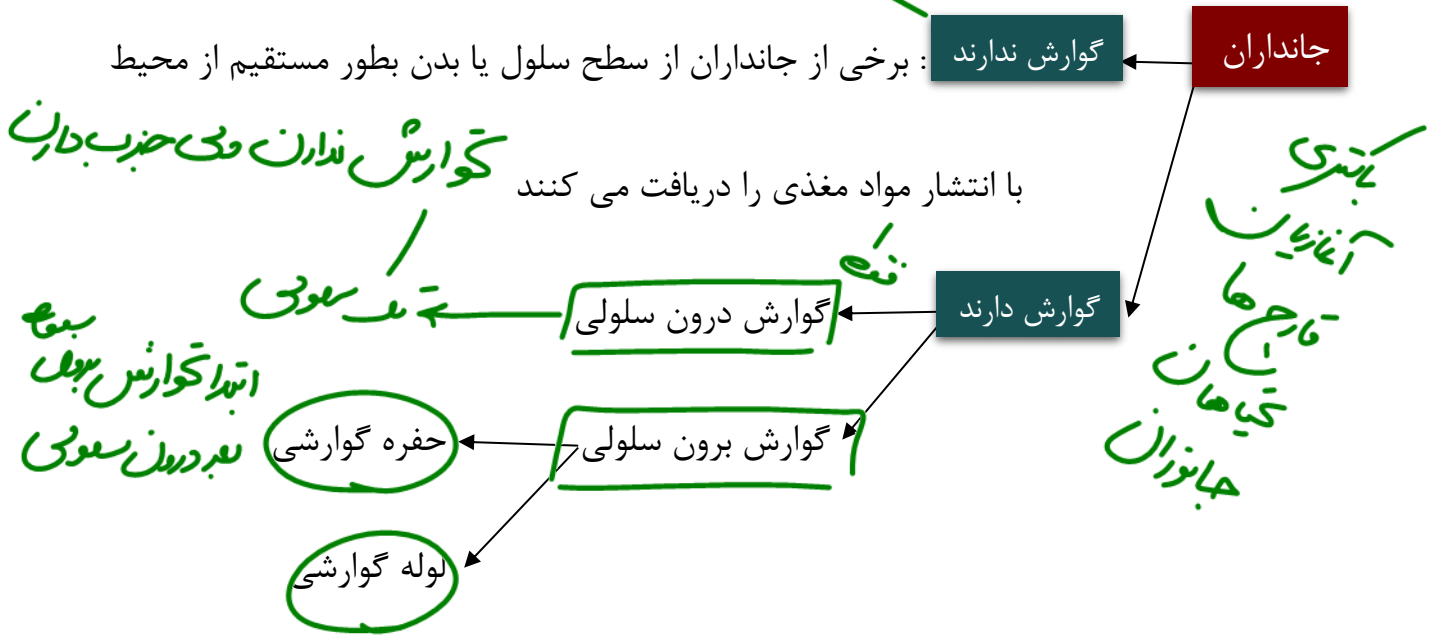 جانداران
گوارش ندارند
: برخی از جانداران از سطح سلول یا بدن بطور مستقیم از محیط
با انتشار مواد مغذی را دریافت می کنند
گوارش ندارن ولی جذب دارن
باکتری
آغازیان
قارچ ها
گیاهان
جانوران
گوارش دارند
فقط
گوارش درون سلولی
تک سلولی
گوارش برون سلولی
حفره گوارشی
ابتدا گوارش برون
بعد درون سلولی
لوله گوارشی